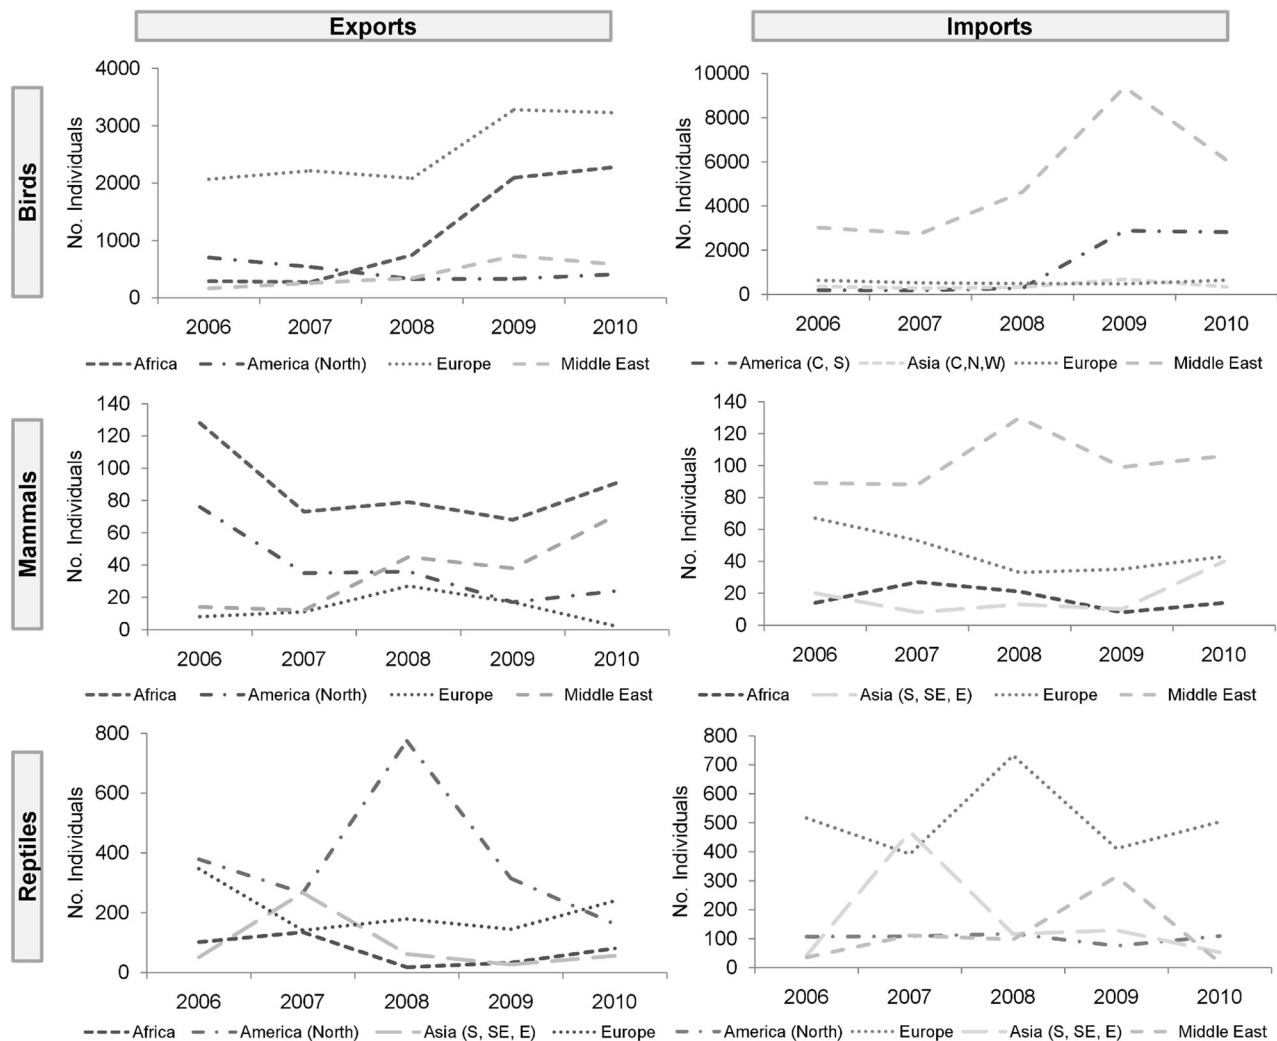 Exports
Imports
Birds
No. Individuals
4000
3000
2000
1000
0
2006 2007 2008 2009 2010
Africa America (North) Europe Middle East
No. Individuals
10000
8000
6000
4000
2000
0
2006 2007 2008 2009 2010
America (C, S) Asia (C,N,W) Europe Middle East
Mammals
No. Individuals
140
120
100
80
60
40
20
0
2006 2007 2008 2009 2010
Africa America (North) Europe Middle East
No. Individuals
140
120
100
80
60
40
20
0
2006 2007 2008 2009 2010
Africa Asia (S, SE, E) Europe Middle East
Reptiles
No. Individuals
800
600
400
200
0
2006 2007 2008 2009 2010
Africa America (North) Asia (S, SE, E) Europe
No. Individuals
800
700
600
500
400
300
200
100
0
2006 2007 2008 2009 2010
America (North) Europe Asia (S, SE, E) Middle East